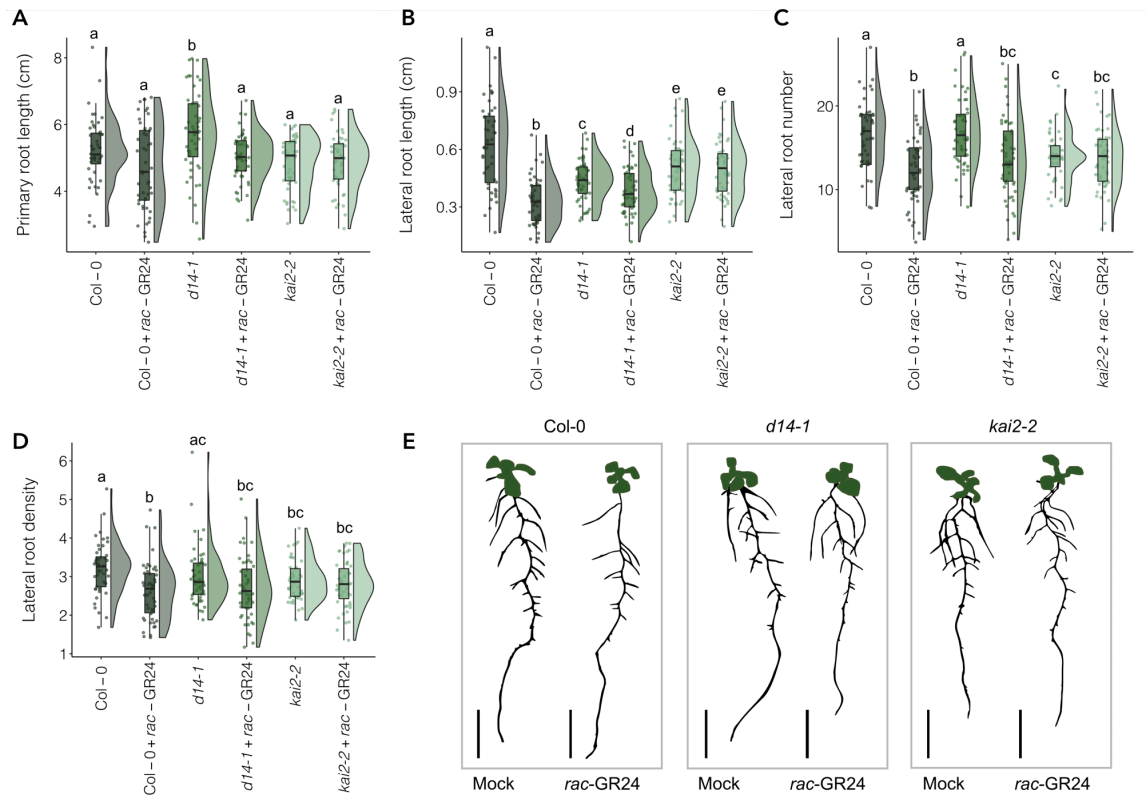 A
Primary root length (cm)
8
6
4
a
a
b
a
a
a
Col – 0
Col – 0 + rac – GR24
d14-1
d14-1 + rac – GR24
kai2-2
kai2-2 + rac – GR24
B
Lateral root length (cm)
0.9
0.6
0.3
a
b
c
d
e
e
Col – 0
Col – 0 + rac – GR24
d14-1
d14-1 + rac – GR24
kai2-2
kai2-2 + rac – GR24
C
Lateral root number
20
10
a
b
a
bc
c
bc
Col – 0
Col – 0 + rac – GR24
d14-1
d14-1 + rac – GR24
kai2-2
kai2-2 + rac – GR24
D
Lateral root density
6
5
4
3
2
1
a
b
ac
bc
bc
bc
Col – 0
Col – 0 + rac – GR24
d14-1
d14-1 + rac – GR24
kai2-2
kai2-2 + rac – GR24
E
Col-0
d14-1
kai2-2
Mock
rac-GR24
Mock
rac-GR24
Mock
rac-GR24